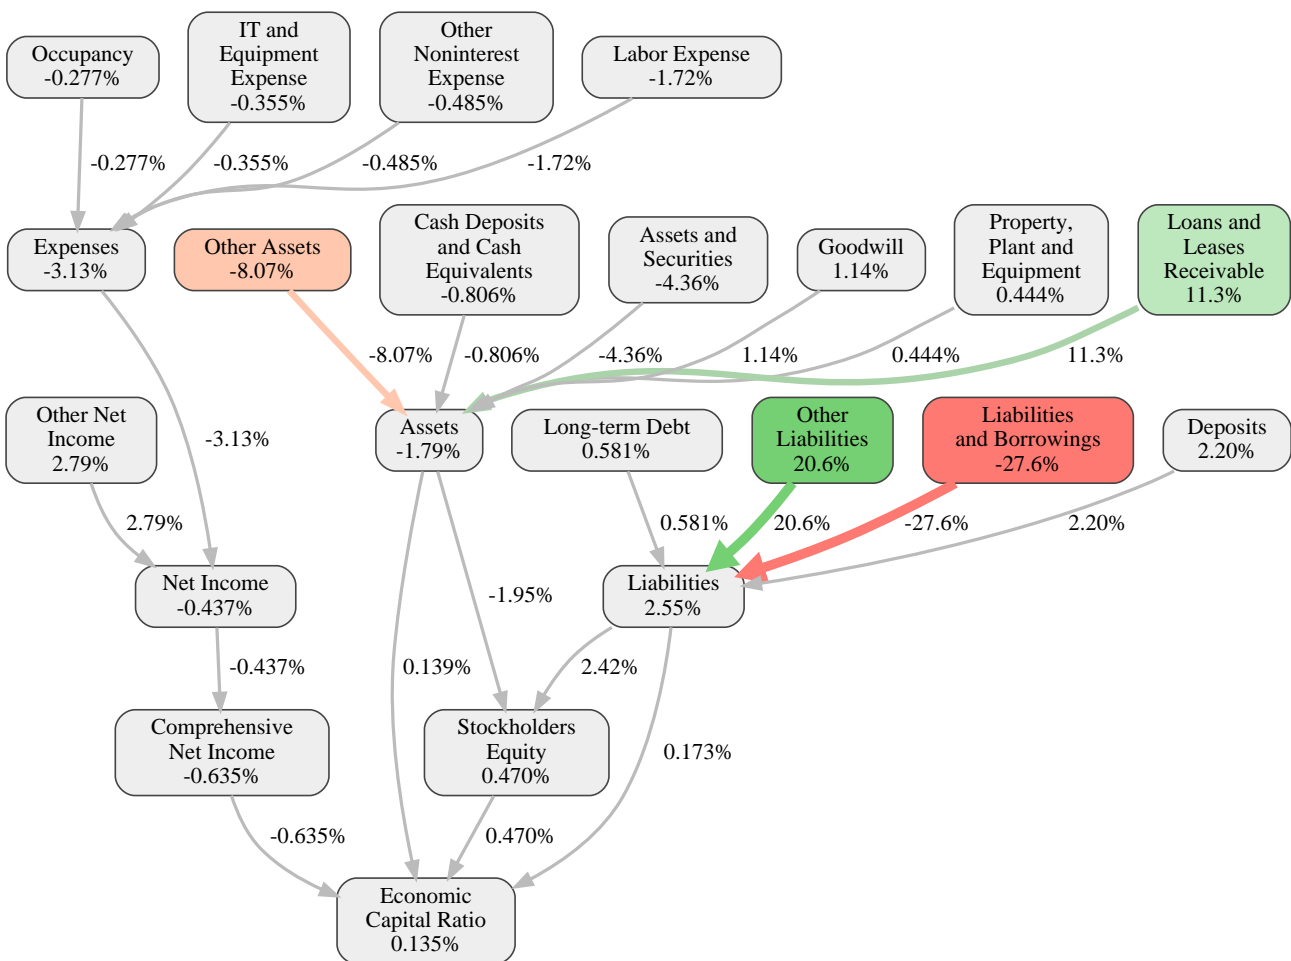 Occupancy
-0.277%
IT and
Equipment
Expense
-0.355%
Other
Noninterest
Expense
-0.485%
Labor Expense
-1.72%
-0.277%
-0.355%
-0.485%
-1.72%
Expenses
-3.13%
Other Assets
-8.07%
Cash Deposits
and Cash
Equivalents
-0.806%
Assets and
Securities
-4.36%
Goodwill
1.14%
Property,
Plant and
Equipment
0.444%
Loans and
Leases
Receivable
11.3%
-8.07%
-0.806%
-4.36%
1.14%
0.444%
11.3%
Other Net
Income
2.79%
-3.13%
Assets
-1.79%
Long-term Debt
0.581%
Other
Liabilities
20.6%
Liabilities
and Borrowings
-27.6%
Deposits
2.20%
2.79%
0.581%
20.6%
-27.6%
2.20%
Net Income
-0.437%
-1.95%
Liabilities
2.55%
-0.437%
0.139%
2.42%
Comprehensive
Net Income
-0.635%
Stockholders
Equity
0.470%
0.173%
-0.635%
0.470%
Economic
Capital Ratio
0.135%